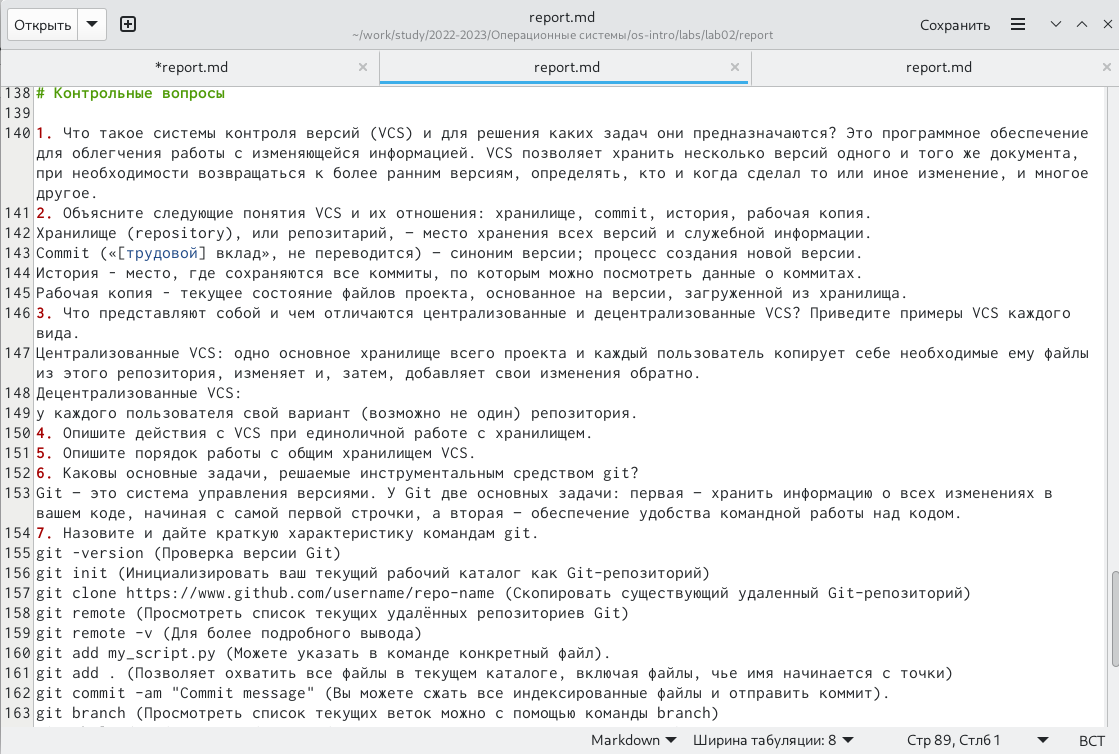 Открыть
report.md
~/work/study/2022-2023/Операционные системы/os-intro/labs/lab02/report
Сохранить
*report.md
report.md
report.md
138 # Контрольные вопросы
139
140 1. Что такое системы контроля версий (VCS) и для решения каких задач они предназначаются? Это программное обеспечение
для облегчения работы с изменяющейся информацией. VCS позволяет хранить несколько версий одного и того же документа,
при необходимости возвращаться к более ранним версиям, определять, кто и когда сделал то или иное изменение, и многое
другое.
141 2. Объясните следующие понятия VCS и их отношения: хранилище, commit, история, рабочая копия.
142 Хранилище (repository), или репозитарий, – место хранения всех версий и служебной информации.
143 Commit («[трудовой] вклад», не переводится) – синоним версии; процесс создания новой версии.
144 История - место, где сохраняются все коммиты, по которым можно посмотреть данные о коммитах.
145 Рабочая копия - текущее состояние файлов проекта, основанное на версии, загруженной из хранилища.
146 3. Что представляют собой и чем отличаются централизованные и децентрализованные VCS? Приведите примеры VCS каждого
вида.
147 Централизованные VCS: одно основное хранилище всего проекта и каждый пользователь копирует себе необходимые ему файлы
из этого репозитория, изменяет и, затем, добавляет свои изменения обратно.
148 Децентрализованные VCS:
149 у каждого пользователя свой вариант (возможно не один) репозитория.
150 4. Опишите действия с VCS при единоличной работе с хранилищем.
151 5. Опишите порядок работы с общим хранилищем VCS.
152 6. Каковы основные задачи, решаемые инструментальным средством git?
153 Git – это система управления версиями. У Git две основных задачи: первая – хранить информацию о всех изменениях в
вашем коде, начиная с самой первой строчки, а вторая – обеспечение удобства командной работы над кодом.
154 7. Назовите и дайте краткую характеристику командам git.
155 git -version (Проверка версии Git)
156 git init (Инициализировать ваш текущий рабочий каталог как Git-репозиторий)
157 git clone https://www.github.com/username/repo-name (Скопировать существующий удаленный Git-репозиторий)
158 git remote (Просмотреть список текущих удалённых репозиториев Git)
159 git remote -v (Для более подробного вывода)
160 git add my_script.py (Можете указать в команде конкретный файл).
161 git add . (Позволяет охватить все файлы в текущем каталоге, включая файлы, чье имя начинается с точки)
162 git commit -am "Commit message" (Вы можете сжать все индексированные файлы и отправить коммит).
163 git branch (Просмотреть список текущих веток можно с помощью команды branch)
Markdown
Ширина табуляции: 8
Стр 89, Стлб 1
ВСТ